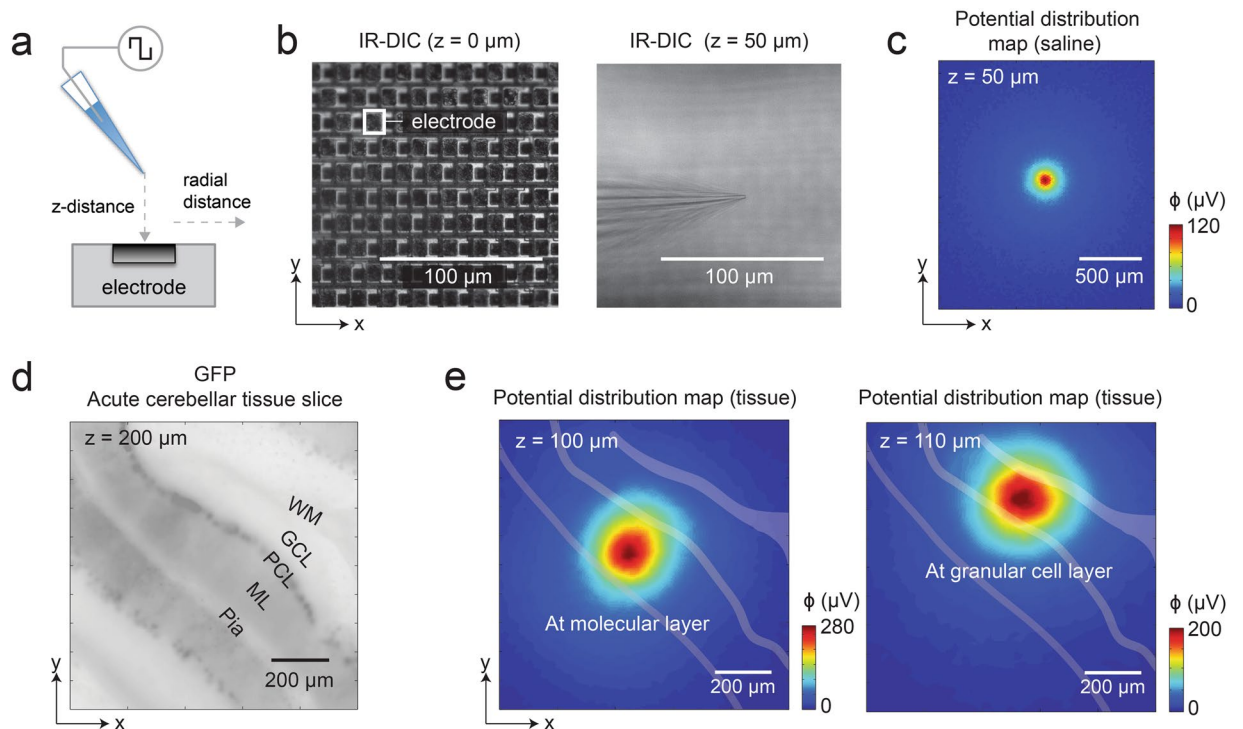 a
z-distance
radial
distance
electrode
b
IR-DIC (z = 0 µm)
electrode
100 µm
y
x
IR-DIC (z = 50 µm)
100 µm
c
Potential distribution
map (saline)
z = 50 µm
500 µm
ϕ (µV)
120
0
y
x
d
GFP
Acute cerebellar tissue slice
z = 200 µm
WM
GCL
PCL
ML
Pia
200 µm
y
x
e
Potential distribution map (tissue)
z = 100 µm
At molecular layer
200 µm
ϕ (µV)
280
0
y
x
Potential distribution map (tissue)
z = 110 µm
At granular cell layer
200 µm
ϕ (µV)
200
0